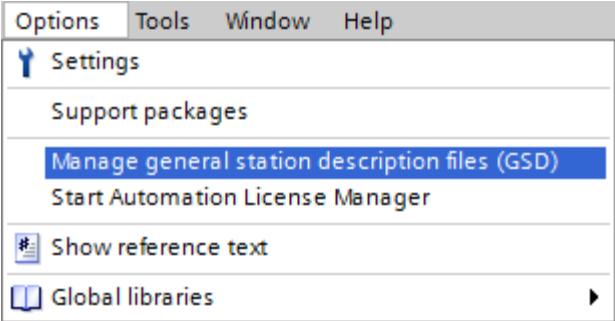 Options Tools Window Help
Settings
Support packages
Manage general station description files (GSD)
Start Automation License Manager
Show reference text
Global libraries